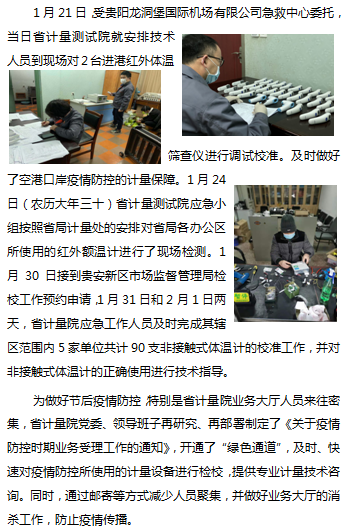 1月21日,受贵阳龙洞堡国际机场有限公司急救中心委托,
当日省计量测试院就安排技术
人员到现场对2台进港红外体温
筛查仪进行调试校准。及时做好
了空港口岸疫情防控的计量保障。1月24
日（农历大年三十）省计量测试院应急小
组按照省局计量处的安排对省局各办公区
所使用的红外额温计进行了现场检测。1
月 30 日接到贵安新区市场监督管理局检
校工作预约申请,1月31日和2月1日两
天，省计量院应急工作人员及时完成其辖
区范围内5家单位共计90支非接触式体温计的校准工作，并对
非接触式体温计的正确使用进行技术指导。
为做好节后疫情防控,特别是省计量院业务大厅人员来往密
集，省计量院党委、领导班子再研究、再部署制定了《关于疫情
防控时期业务受理工作的通知》，开通了“绿色通道”，及时、快
速对疫情防控所使用的计量设备进行检校，提供专业计量技术咨
询。同时，通过邮寄等方式减少人员聚集，并做好业务大厅的消
杀工作，防止疫情传播。